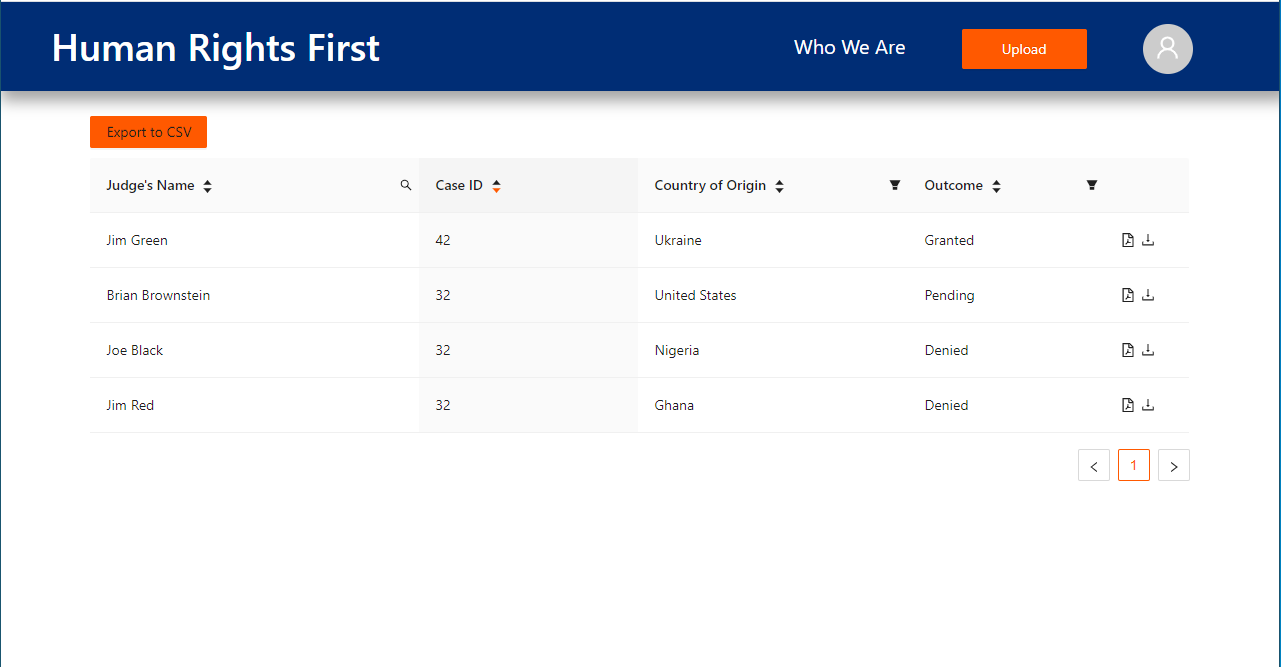 Human Rights First
Who We Are
Upload
Export to CSV
Judge's Name Case ID Country of Origin Outcome
Jim Green 42 Ukraine Granted
Brian Brownstein 32 United States Pending
Joe Black 32 Nigeria Denied
Jim Red 32 Ghana Denied
< 1 >